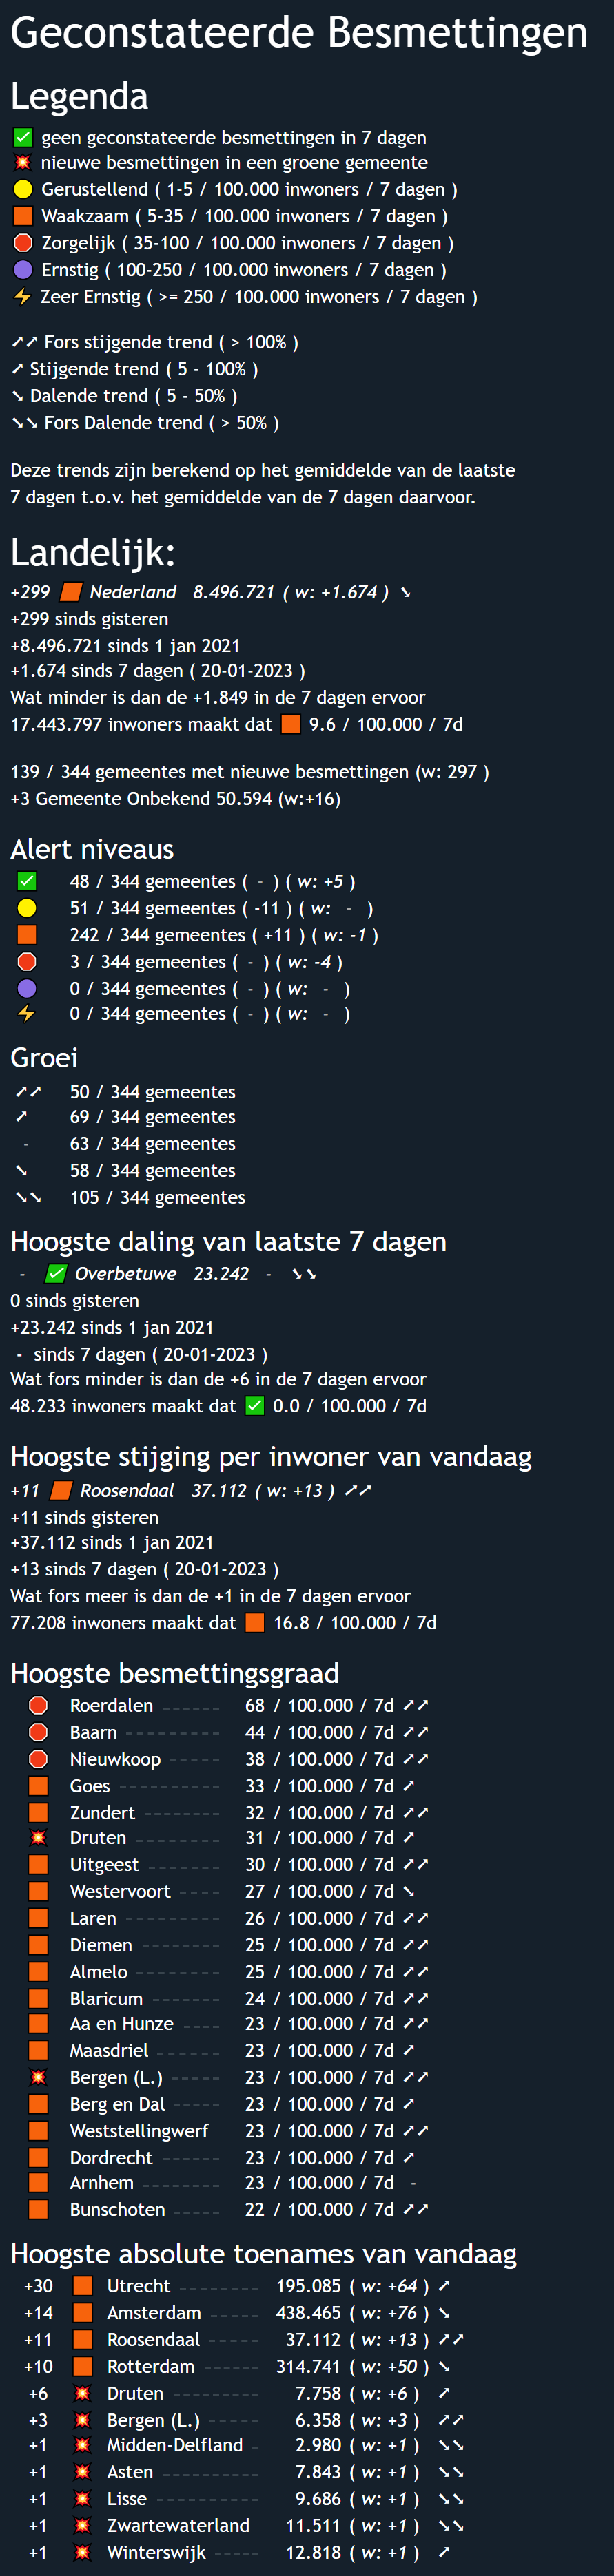 Geconstateerde Besmettingen
Legenda
✅ geen geconstateerde besmettingen in 7 dagen
💥 nieuwe besmettingen in een groene gemeente
🟡 Gerustellend ( 1-5 / 100.000 inwoners / 7 dagen )
🟧 Waakzaam ( 5-35 / 100.000 inwoners / 7 dagen )
🛑 Zorgelijk ( 35-100 / 100.000 inwoners / 7 dagen )
🟣 Ernstig ( 100-250 / 100.000 inwoners / 7 dagen )
⚡ Zeer Ernstig ( >= 250 / 100.000 inwoners / 7 dagen )
➚➚ Fors stijgende trend ( > 100% )
➚ Stijgende trend ( 5 - 100% )
➘ Dalende trend ( 5 - 50% )
➘➘ Fors Dalende trend ( > 50% )
Deze trends zijn berekend op het gemiddelde van de laatste
7 dagen t.o.v. het gemiddelde van de 7 dagen daarvoor.
Landelijk:
+299 🟧 Nederland 8.496.721 ( w: +1.674 ) ➘
+299 sinds gisteren
+8.496.721 sinds 1 jan 2021
+1.674 sinds 7 dagen ( 20-01-2023 )
Wat minder is dan de +1.849 in de 7 dagen ervoor
17.443.797 inwoners maakt dat 🟧 9.6 / 100.000 / 7d
139 / 344 gemeentes met nieuwe besmettingen (w: 297 )
+3 Gemeente Onbekend 50.594 (w:+16)
Alert niveaus
✅ 48 / 344 gemeentes ( - ) ( w: +5 )
🟡 51 / 344 gemeentes ( -11 ) ( w: - )
🟧 242 / 344 gemeentes ( +11 ) ( w: -1 )
🛑 3 / 344 gemeentes ( - ) ( w: -4 )
🟣 0 / 344 gemeentes ( - ) ( w: - )
⚡ 0 / 344 gemeentes ( - ) ( w: - )
Groei
➚➚ 50 / 344 gemeentes
➚ 69 / 344 gemeentes
- 63 / 344 gemeentes
➘ 58 / 344 gemeentes
➘➘ 105 / 344 gemeentes
Hoogste daling van laatste 7 dagen
- ✅ Overbetuwe 23.242 - ➘➘
0 sinds gisteren
+23.242 sinds 1 jan 2021
- sinds 7 dagen ( 20-01-2023 )
Wat fors minder is dan de +6 in de 7 dagen ervoor
48.233 inwoners maakt dat ✅ 0.0 / 100.000 / 7d
Hoogste stijging per inwoner van vandaag
+11 🟧 Roosendaal 37.112 ( w: +13 ) ➚➚
+11 sinds gisteren
+37.112 sinds 1 jan 2021
+13 sinds 7 dagen ( 20-01-2023 )
Wat fors meer is dan de +1 in de 7 dagen ervoor
77.208 inwoners maakt dat 🟧 16.8 / 100.000 / 7d
Hoogste besmettingsgraad
🛑 Roerdalen ------ 68 / 100.000 / 7d ➚➚
🛑 Baarn --------- 44 / 100.000 / 7d ➚➚
🛑 Nieuwkoop ----- 38 / 100.000 / 7d ➚➚
🟧 Goes ---------- 33 / 100.000 / 7d ➚
🟧 Zundert ------- 32 / 100.000 / 7d ➚➚
💥 Druten -------- 31 / 100.000 / 7d ➚
🟧 Uitgeest ------ 30 / 100.000 / 7d ➚➚
🟧 Westervoort ---- 27 / 100.000 / 7d ➘
🟧 Laren --------- 26 / 100.000 / 7d ➚➚
🟧 Diemen -------- 25 / 100.000 / 7d ➚➚
🟧 Almelo -------- 25 / 100.000 / 7d ➚➚
🟧 Blaricum ------ 24 / 100.000 / 7d ➚➚
🟧 Aa en Hunze ---- 23 / 100.000 / 7d ➚➚
🟧 Maasdriel ------ 23 / 100.000 / 7d ➚
💥 Bergen (L.) ----- 23 / 100.000 / 7d ➚➚
🟧 Berg en Dal ----- 23 / 100.000 / 7d ➚
🟧 Weststellingwerf 23 / 100.000 / 7d ➚➚
🟧 Dordrecht ------ 23 / 100.000 / 7d ➚
🟧 Arnhem -------- 23 / 100.000 / 7d -
🟧 Bunschoten ----- 22 / 100.000 / 7d ➚➚
Hoogste absolute toenames van vandaag
+30 🟧 Utrecht -------- 195.085 ( w: +64 ) ➚
+14 🟧 Amsterdam ----- 438.465 ( w: +76 ) ➘
+11 🟧 Roosendaal ----- 37.112 ( w: +13 ) ➚➚
+10 🟧 Rotterdam ------ 314.741 ( w: +50 ) ➘
+6 💥 Druten --------- 7.758 ( w: +6 ) ➚
+3 💥 Bergen (L.) ------ 6.358 ( w: +3 ) ➚➚
+1 💥 Midden-Delfland - 2.980 ( w: +1 ) ➘➘
+1 💥 Asten ---------- 7.843 ( w: +1 ) ➘➘
+1 💥 Lisse ----------- 9.686 ( w: +1 ) ➘➘
+1 💥 Zwartewaterland 11.511 ( w: +1 ) ➘➘
+1 💥 Winterswijk ----- 12.818 ( w: +1 ) ➚